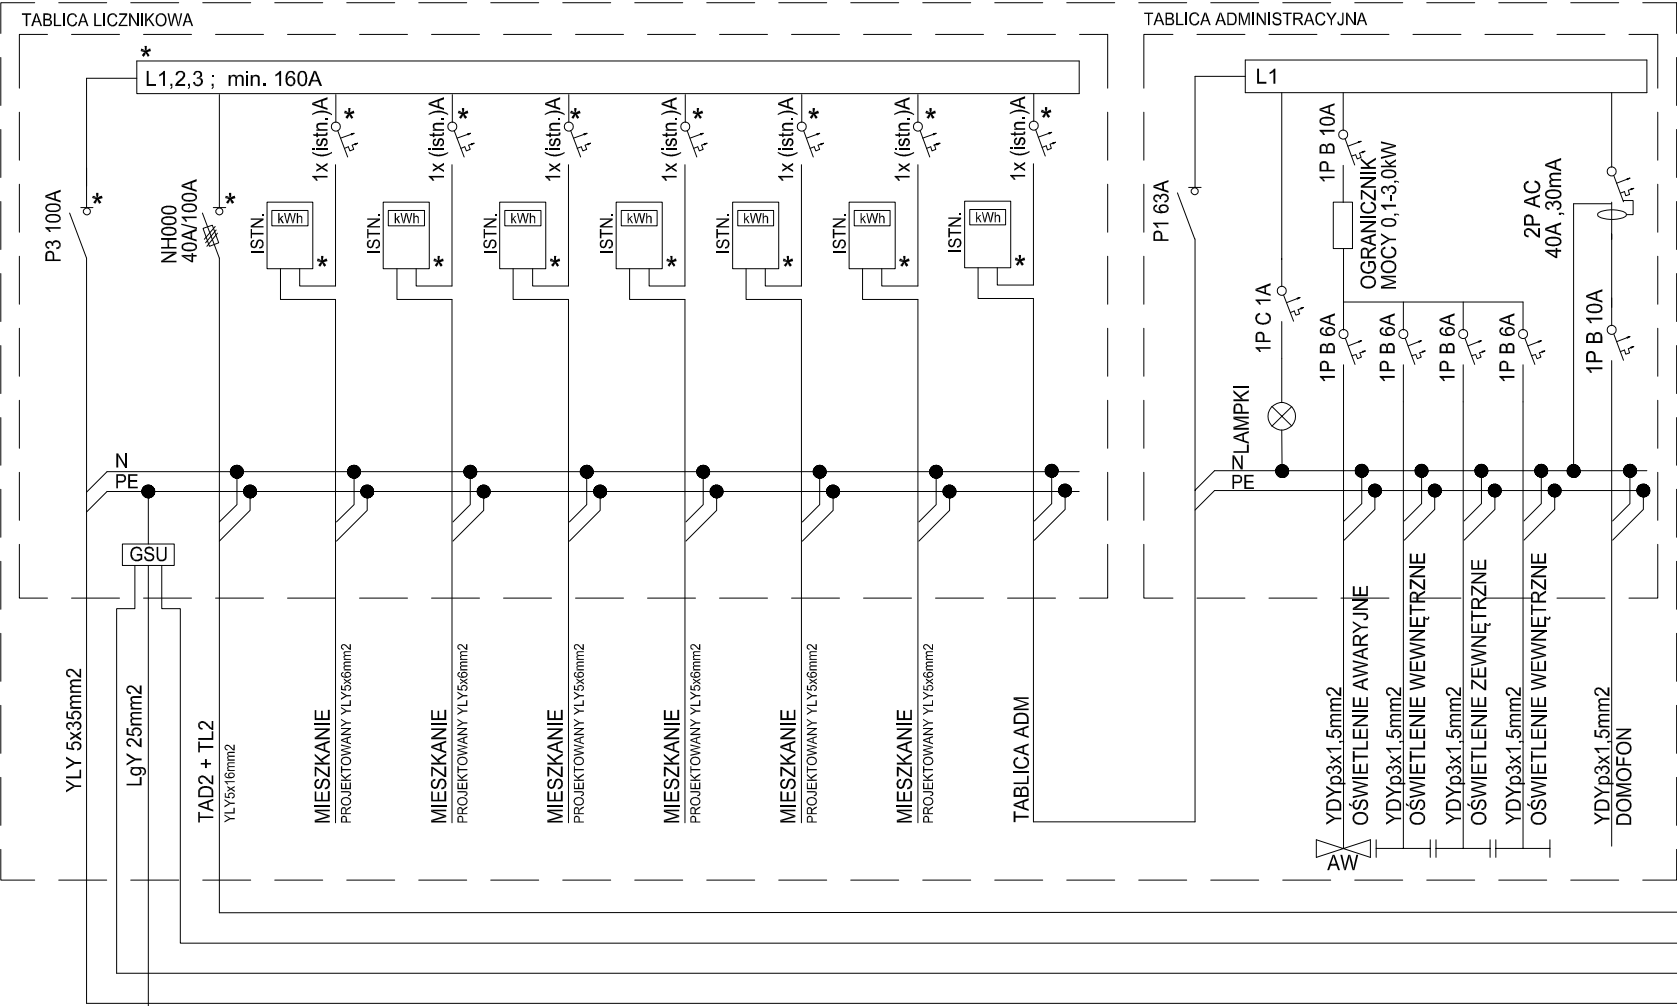 TABLICA LICZNIKOWA
*
L1,2,3 ; min. 160A
P3 100A
*
NH000
40A/100A
*
1x (istn.)A
*
ISTN.
kWh
*
1x (istn.)A
*
ISTN.
kWh
*
1x (istn.)A
*
ISTN.
kWh
*
1x (istn.)A
*
ISTN.
kWh
*
1x (istn.)A
*
ISTN.
kWh
*
1x (istn.)A
*
ISTN.
kWh
*
1x (istn.)A
*
ISTN.
kWh
*
N
PE
GSU
YLY 5x35mm2
LgY 25mm2
TAD2 + TL2
YLY5x16mm2
MIESZKANIE
PROJEKTOWANY YLY5x6mm2
MIESZKANIE
PROJEKTOWANY YLY5x6mm2
MIESZKANIE
PROJEKTOWANY YLY5x6mm2
MIESZKANIE
PROJEKTOWANY YLY5x6mm2
MIESZKANIE
PROJEKTOWANY YLY5x6mm2
MIESZKANIE
PROJEKTOWANY YLY5x6mm2
TABLICA ADM
TABLICA ADMINISTRACYJNA
L1
P1 63A
1P C 1A
LAMPKI
1P B 10A
OGRANICZNIK
MOCY 0,1-3,0kW
1P B 6A
1P B 6A
1P B 6A
1P B 6A
2P AC
40A ,30mA
1P B 10A
N
PE
YDYp3x1,5mm2
OŚWIETLENIE AWARYJNE
YDYp3x1,5mm2
OŚWIETLENIE WEWNĘTRZNE
YDYp3x1,5mm2
OŚWIETLENIE ZEWNĘTRZNE
YDYp3x1,5mm2
OŚWIETLENIE WEWNĘTRZNE
YDYp3x1,5mm2
DOMOFON
AW